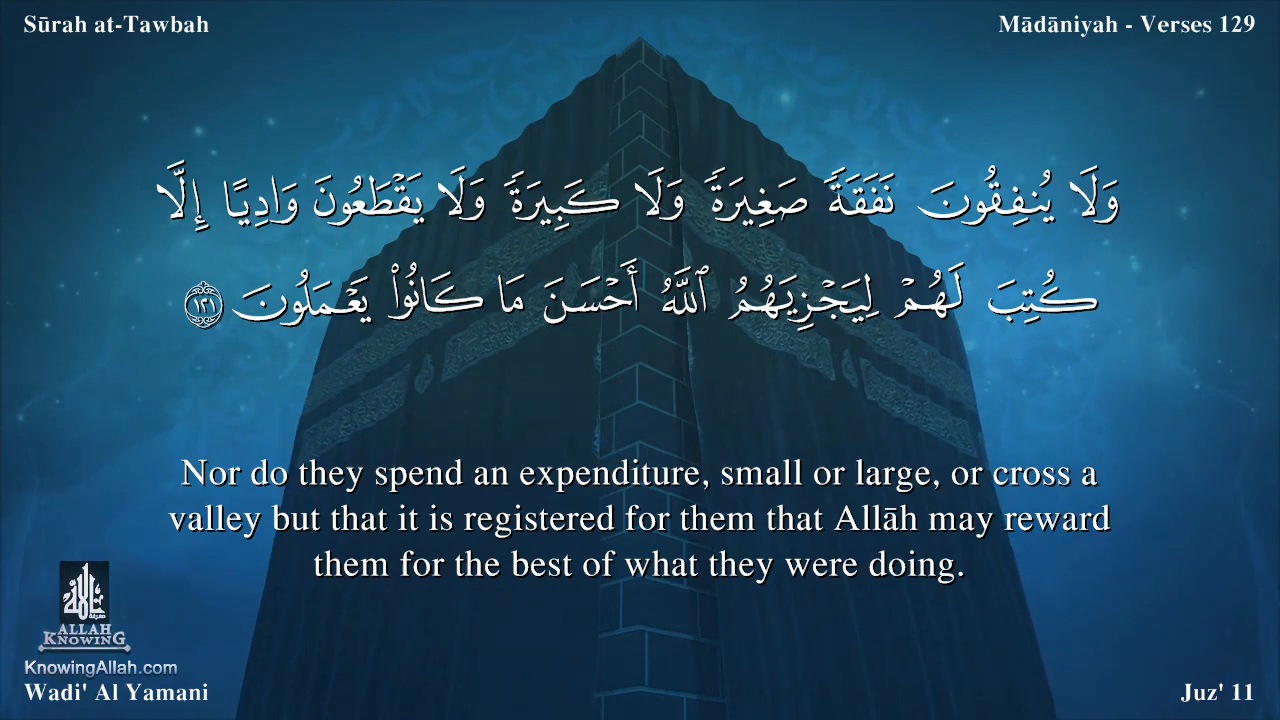 Sūrah at-Tawbah
Mādāniyah - Verses 129
وَلَا يُنفِقُونَ نَفَقَةً صَغِيرَةً وَلَا كَبِيرَةً وَلَا يَقْطَعُونَ وَادِيًا إِلَّا
كُتِبَ لَهُمْ لِيَجْزِيَهُمُ ٱللَّهُ أَحْسَنَ مَا كَانُوا۟ يَعْمَلُونَ ١٢١
Nor do they spend an expenditure, small or large, or cross a
valley but that it is registered for them that Allāh may reward
them for the best of what they were doing.
ALLAH
KNOWING
KnowingAllah.com
Wadi' Al Yamani
Juz' 11